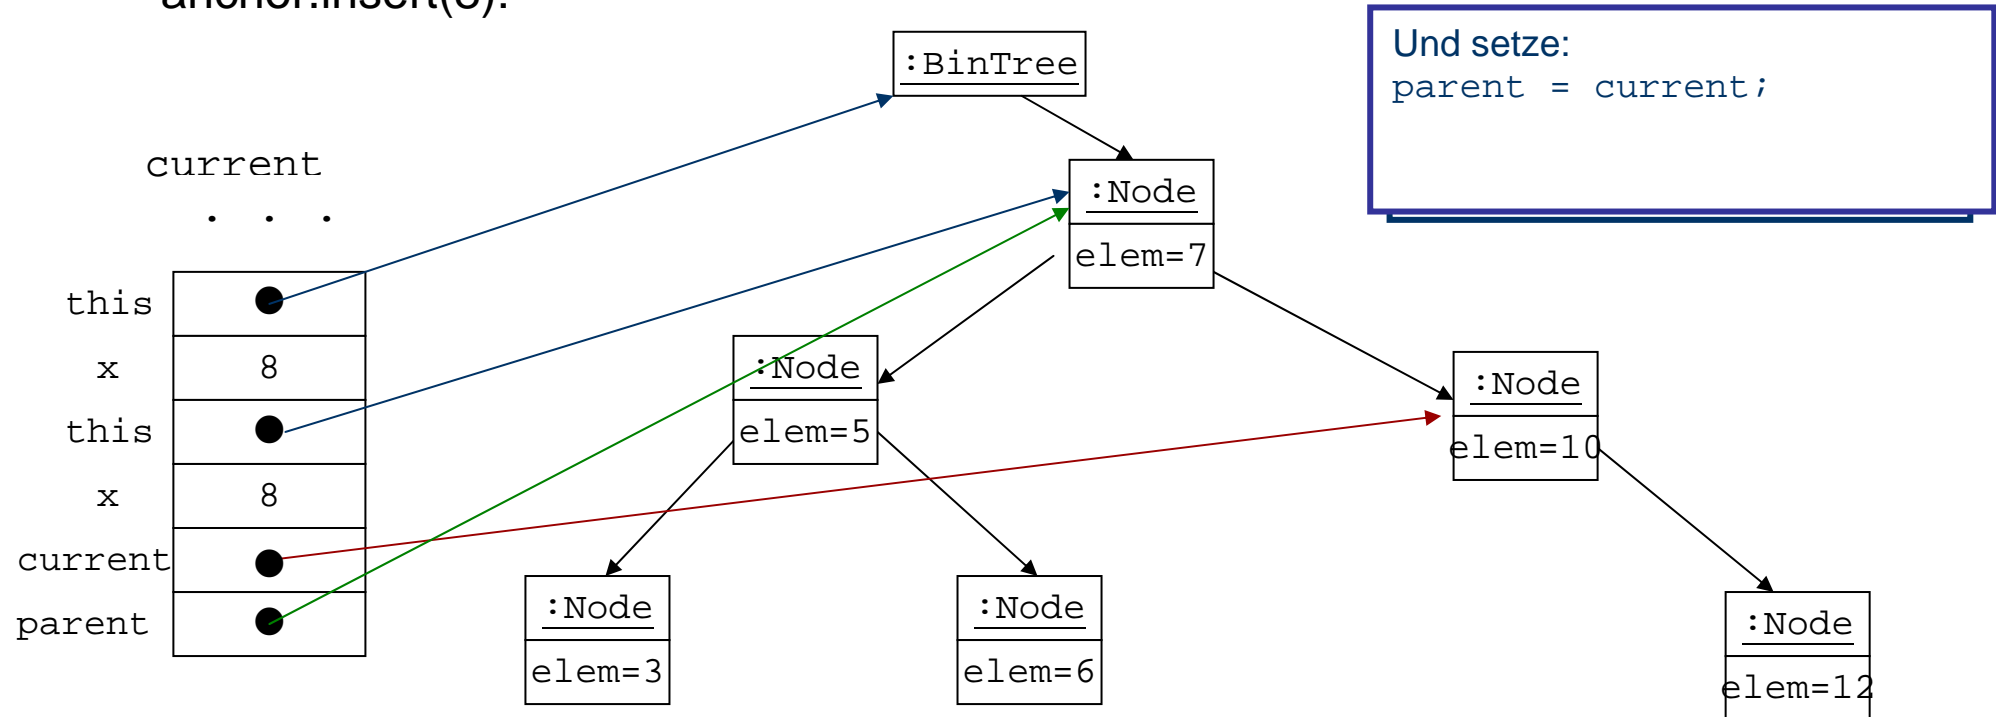 :BinTree
Und setze:
parent = current;
current
. . .
:Node
elem=7
this
x 8
this
x 8
current
parent
:Node
elem=5
:Node
elem=10
:Node
elem=3
:Node
elem=6
:Node
elem=12